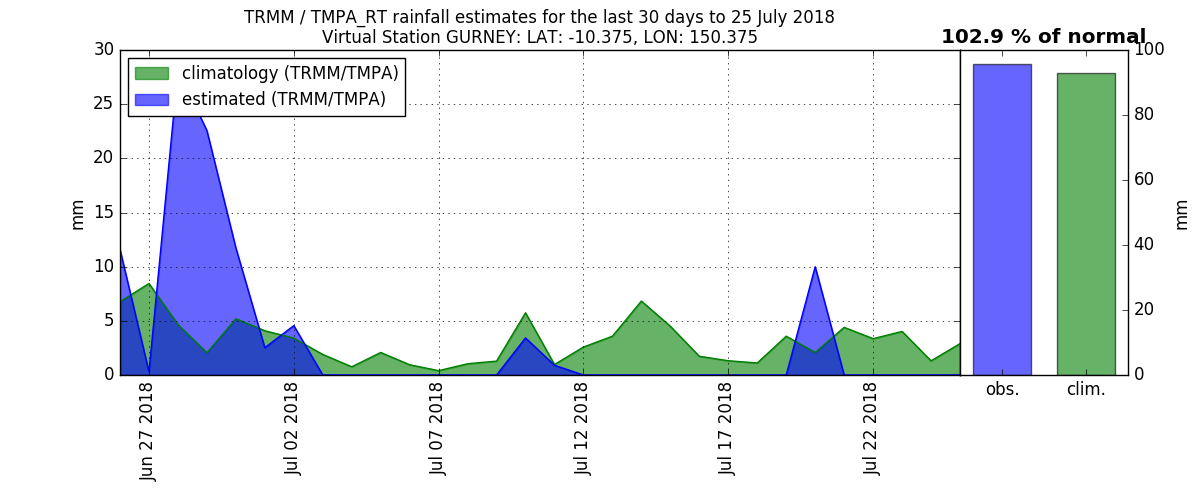 TRMM / TMPA_RT rainfall estimates for the last 30 days to 25 July 2018
Virtual Station GURNEY: LAT: -10.375, LON: 150.375
102.9 % of normal
climatology (TRMM/TMPA)
estimated (TRMM/TMPA)
30
25
20
15
10
5
0
mm
Jun 27 2018
Jul 02 2018
Jul 07 2018
Jul 12 2018
Jul 17 2018
Jul 22 2018
obs.
clim.
100
80
60
40
20
0
mm